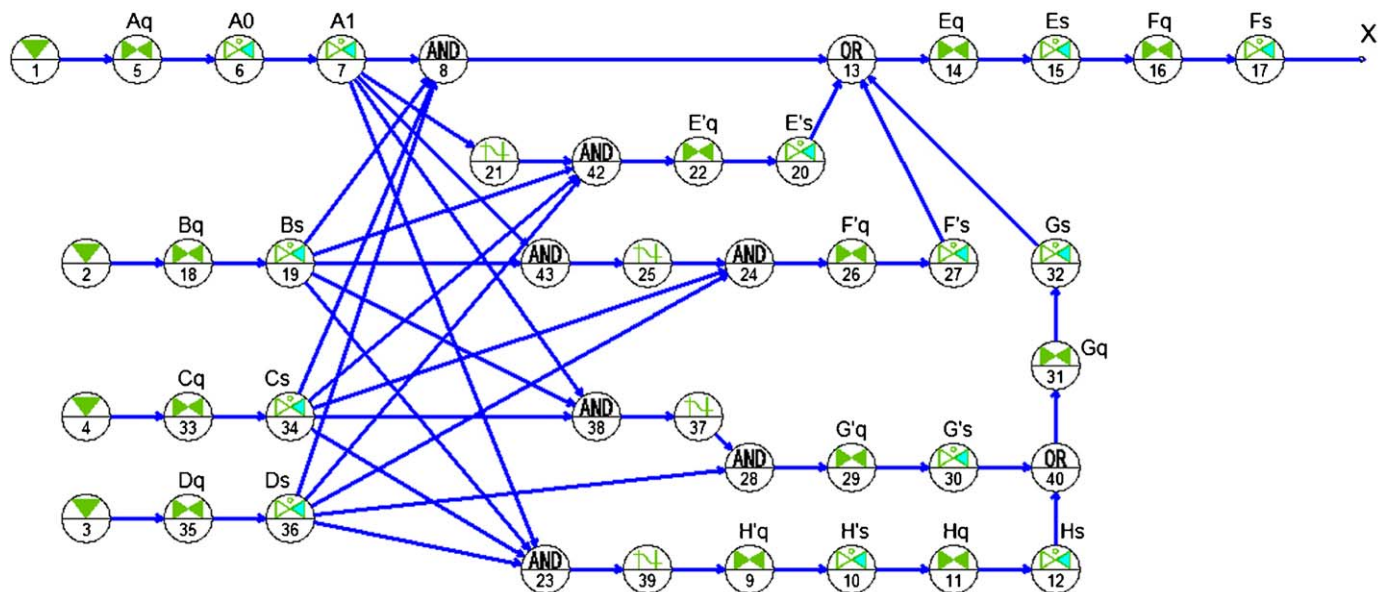 Aq A0 A1 Eq Es Fq Fs X
AND OR
1 5 6 7 8 13 14 15 16 17
E'q E's
AND
21 42 22 20
Bq Bs F'q F's Gs
AND AND
2 18 19 43 25 24 26 27 32
Gq
31
Cq Cs
AND
4 33 34 38 37
G'q G's
AND OR
28 29 30 40
Dq Ds
3 35 36
H'q H's Hq Hs
AND
23 39 9 10 11 12